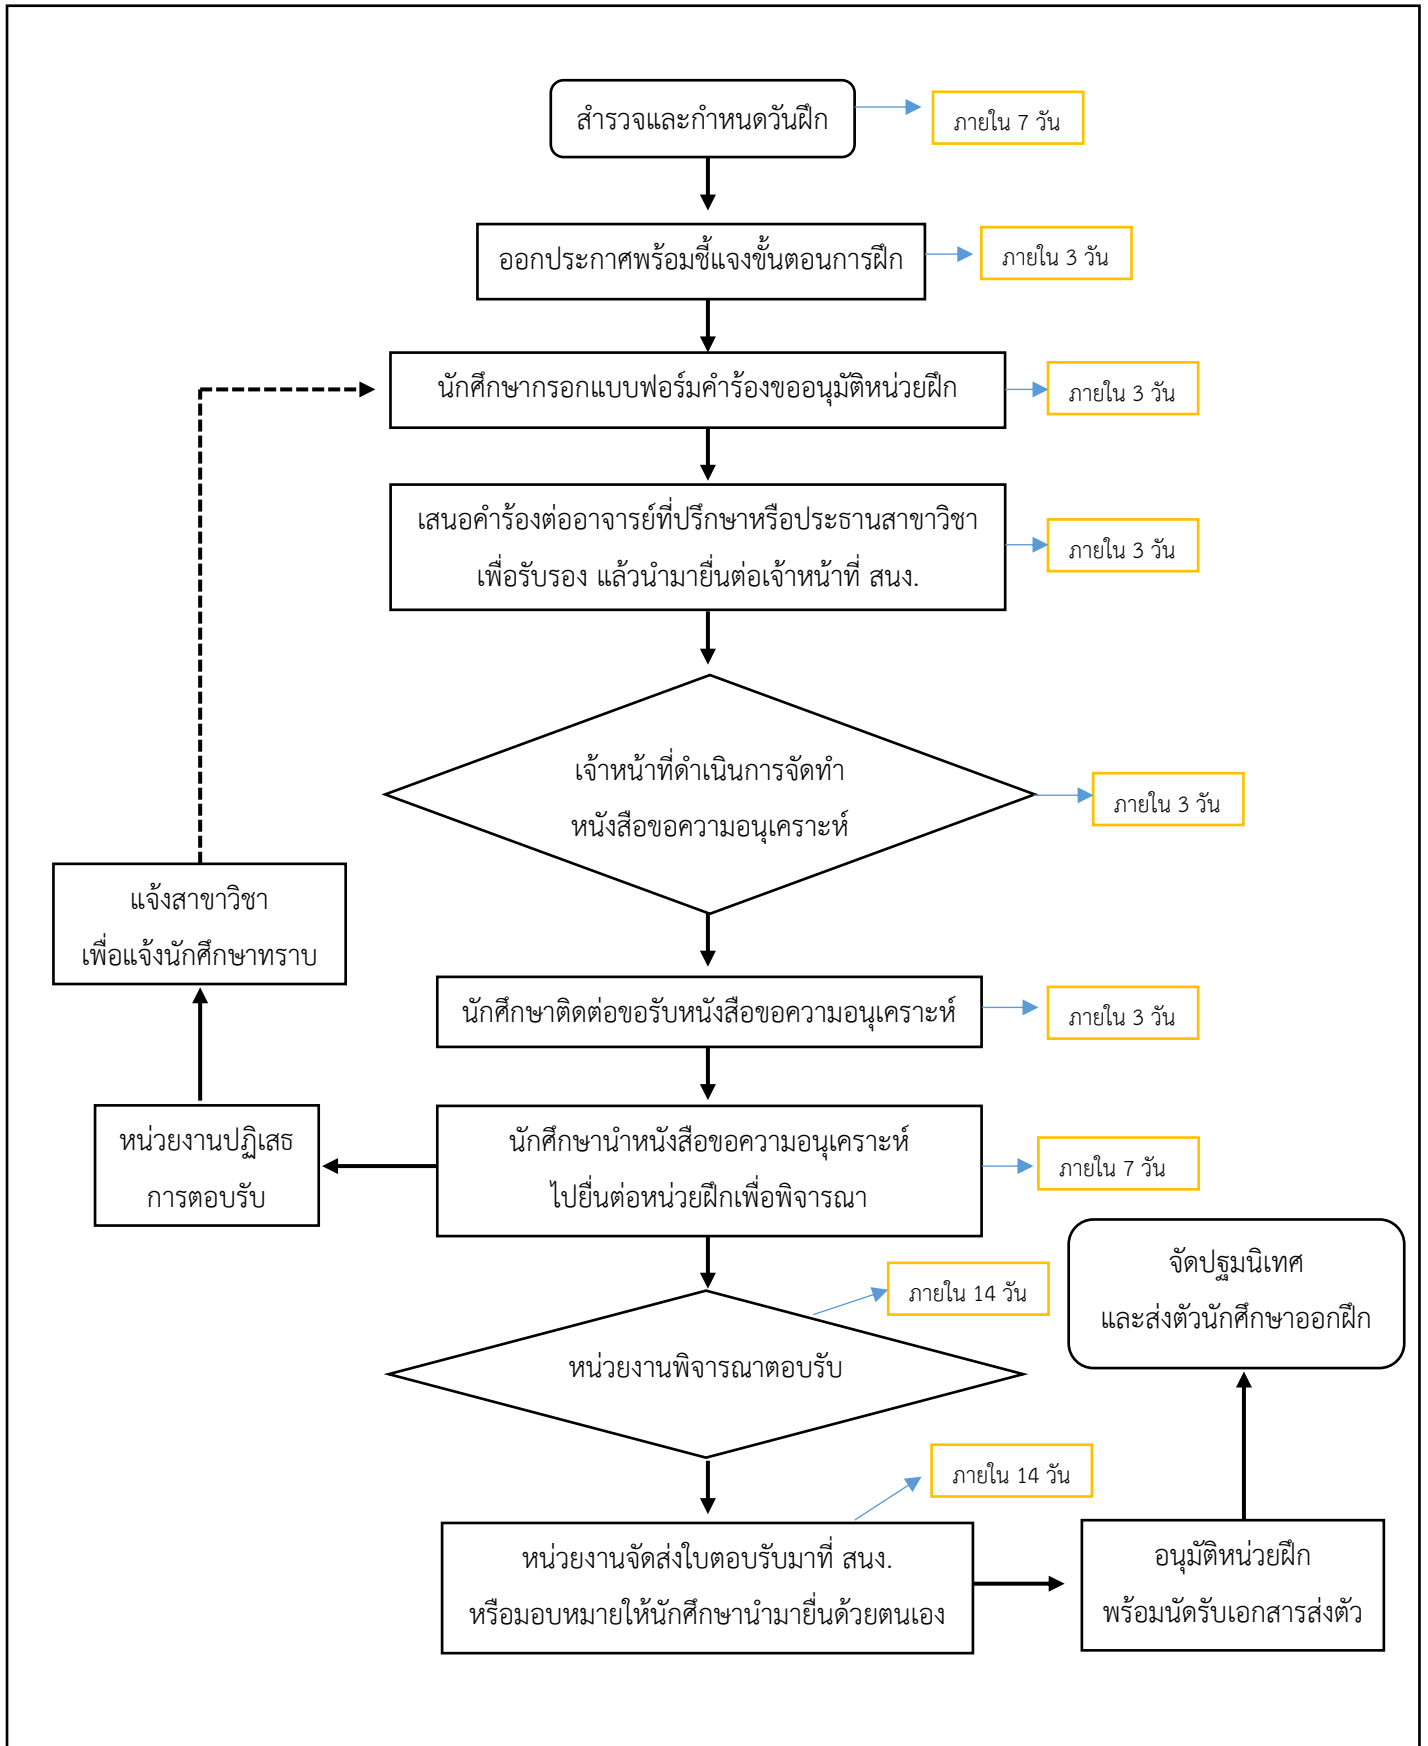 สำรวจและกำหนดวันฝึก
ภายใน 7 วัน
ออกประกาศพร้อมชี้แจงขั้นตอนการฝึก
ภายใน 3 วัน
นักศึกษากรอกแบบฟอร์มคำร้องขออนุมัติหน่วยฝึก
ภายใน 3 วัน
เสนอคำร้องต่ออาจารย์ที่ปรึกษาหรือประธานสาขาวิชา
เพื่อรับรอง แล้วนำมายื่นต่อเจ้าหน้าที่ สนง.
ภายใน 3 วัน
เจ้าหน้าที่ดำเนินการจัดทำ
หนังสือขอความอนุเคราะห์
ภายใน 3 วัน
แจ้งสาขาวิชา
เพื่อแจ้งนักศึกษาทราบ
นักศึกษาติดต่อขอรับหนังสือขอความอนุเคราะห์
ภายใน 3 วัน
หน่วยงานปฏิเสธ
การตอบรับ
นักศึกษานำหนังสือขอความอนุเคราะห์
ไปยื่นต่อหน่วยฝึกเพื่อพิจารณา
ภายใน 7 วัน
จัดปฐมนิเทศ
และส่งตัวนักศึกษาออกฝึก
ภายใน 14 วัน
หน่วยงานพิจารณาตอบรับ
ภายใน 14 วัน
หน่วยงานจัดส่งใบตอบรับมาที่ สนง.
หรือมอบหมายให้นักศึกษานำมายื่นด้วยตนเอง
อนุมัติหน่วยฝึก
พร้อมนัดรับเอกสารส่งตัว